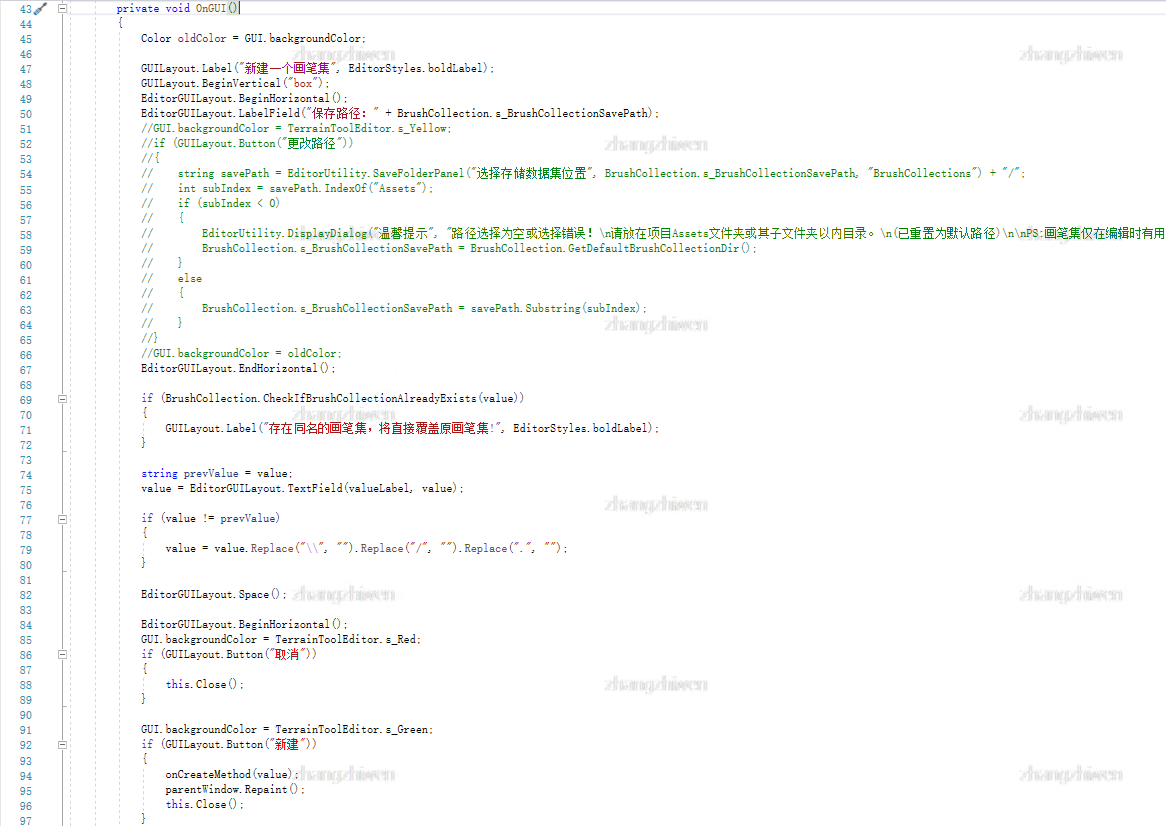 43 private void OnGUI()
44 {
45 Color oldColor = GUI.backgroundColor;
46
47 GUILayout.Label("新建一个画笔集", EditorStyles.boldLabel);
48 GUILayout.BeginVertical("box");
49 EditorGUILayout.BeginHorizontal();
50 EditorGUILayout.LabelField("保存路径：" + BrushCollection.s_BrushCollectionSavePath);
51 //GUI.backgroundColor = TerrainToolEditor.s_Yellow;
52 //if (GUILayout.Button("更改路径"))
53 //{
54 // string savePath = EditorUtility.SaveFolderPanel("选择存储数据集位置", BrushCollection.s_BrushCollectionSavePath, "BrushCollections") + "/";
55 // int subIndex = savePath.IndexOf("Assets");
56 // if (subIndex < 0)
57 // {
58 // EditorUtility.DisplayDialog("温馨提示", "路径选择为空或选择错误！\n请放在项目Assets文件夹或其子文件夹以内目录。\n(已重置为默认路径)\n\nPS:画笔集仅在编辑时有用
59 // BrushCollection.s_BrushCollectionSavePath = BrushCollection.GetDefaultBrushCollectionDir();
60 // }
61 // else
62 // {
63 // BrushCollection.s_BrushCollectionSavePath = savePath.Substring(subIndex);
64 // }
65 //}
66 //GUI.backgroundColor = oldColor;
67 EditorGUILayout.EndHorizontal();
68
69 if (BrushCollection.CheckIfBrushCollectionAlreadyExists(value))
70 {
71 GUILayout.Label("存在同名的画笔集，将直接覆盖原画笔集!", EditorStyles.boldLabel);
72 }
73
74 string prevValue = value;
75 value = EditorGUILayout.TextField(valueLabel, value);
76
77 if (value != prevValue)
78 {
79 value = value.Replace("\\", "").Replace("/", "").Replace(".", "");
80 }
81
82 EditorGUILayout.Space();
83
84 EditorGUILayout.BeginHorizontal();
85 GUI.backgroundColor = TerrainToolEditor.s_Red;
86 if (GUILayout.Button("取消"))
87 {
88 this.Close();
89 }
90
91 GUI.backgroundColor = TerrainToolEditor.s_Green;
92 if (GUILayout.Button("新建"))
93 {
94 onCreateMethod(value);
95 parentWindow.Repaint();
96 this.Close();
97 }
zhangzhiwen
zhangzhiwen
zhangzhiwen
zhangzhiwen
zhangzhiwen
zhangzhiwen
zhangzhiwen
zhangzhiwen
zhangzhiwen
zhangzhiwen
zhangzhiwen
zhangzhiwen
zhangzhiwen
zhangzhiwen